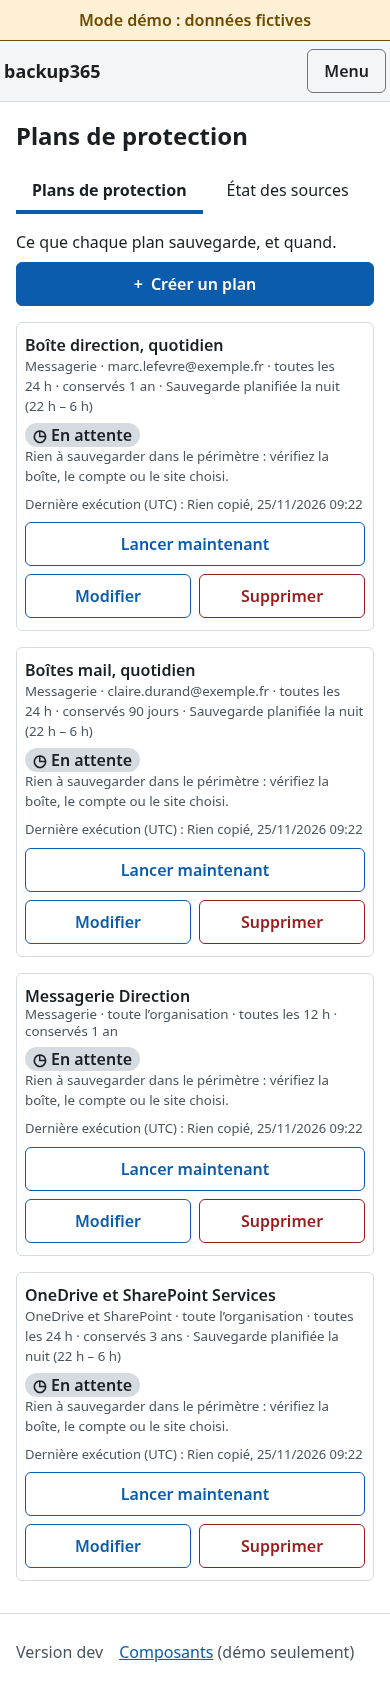 Mode démo : données fictives
backup365
Menu
Plans de protection
Plans de protection
État des sources
Ce que chaque plan sauvegarde, et quand.
+ Créer un plan
Boîte direction, quotidien
Messagerie · marc.lefevre@exemple.fr · toutes les
24 h · conservés 1 an · Sauvegarde planifiée la nuit
(22 h – 6 h)
◷ En attente
Rien à sauvegarder dans le périmètre : vérifiez la
boîte, le compte ou le site choisi.
Dernière exécution (UTC) : Rien copié, 25/11/2026 09:22
Lancer maintenant
Modifier
Supprimer
Boîtes mail, quotidien
Messagerie · claire.durand@exemple.fr · toutes les
24 h · conservés 90 jours · Sauvegarde planifiée la nuit
(22 h – 6 h)
◷ En attente
Rien à sauvegarder dans le périmètre : vérifiez la
boîte, le compte ou le site choisi.
Dernière exécution (UTC) : Rien copié, 25/11/2026 09:22
Lancer maintenant
Modifier
Supprimer
Messagerie Direction
Messagerie · toute l’organisation · toutes les 12 h ·
conservés 1 an
◷ En attente
Rien à sauvegarder dans le périmètre : vérifiez la
boîte, le compte ou le site choisi.
Dernière exécution (UTC) : Rien copié, 25/11/2026 09:22
Lancer maintenant
Modifier
Supprimer
OneDrive et SharePoint Services
OneDrive et SharePoint · toute l’organisation · toutes
les 24 h · conservés 3 ans · Sauvegarde planifiée la
nuit (22 h – 6 h)
◷ En attente
Rien à sauvegarder dans le périmètre : vérifiez la
boîte, le compte ou le site choisi.
Dernière exécution (UTC) : Rien copié, 25/11/2026 09:22
Lancer maintenant
Modifier
Supprimer
Version dev Composants (démo seulement)